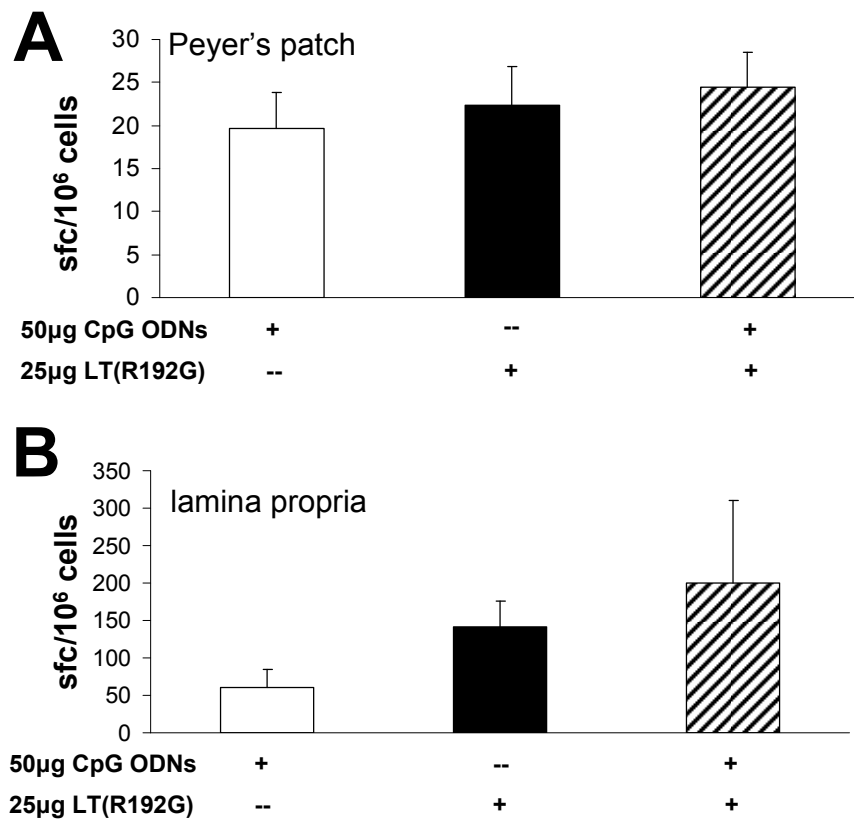 A
Peyer's patch
sfc/10⁶ cells
30
25
20
15
10
5
0
50µg CpG ODNs + -- +
25µg LT(R192G) -- + +
B
lamina propria
sfc/10⁶ cells
350
300
250
200
150
100
50
0
50µg CpG ODNs + -- +
25µg LT(R192G) -- + +